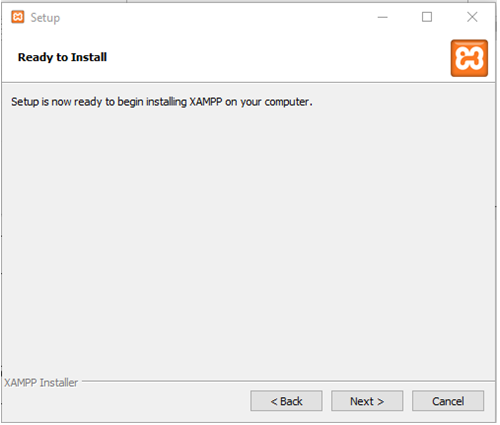 Setup
Ready to Install
Setup is now ready to begin installing XAMPP on your computer.
XAMPP Installer
< Back
Next >
Cancel